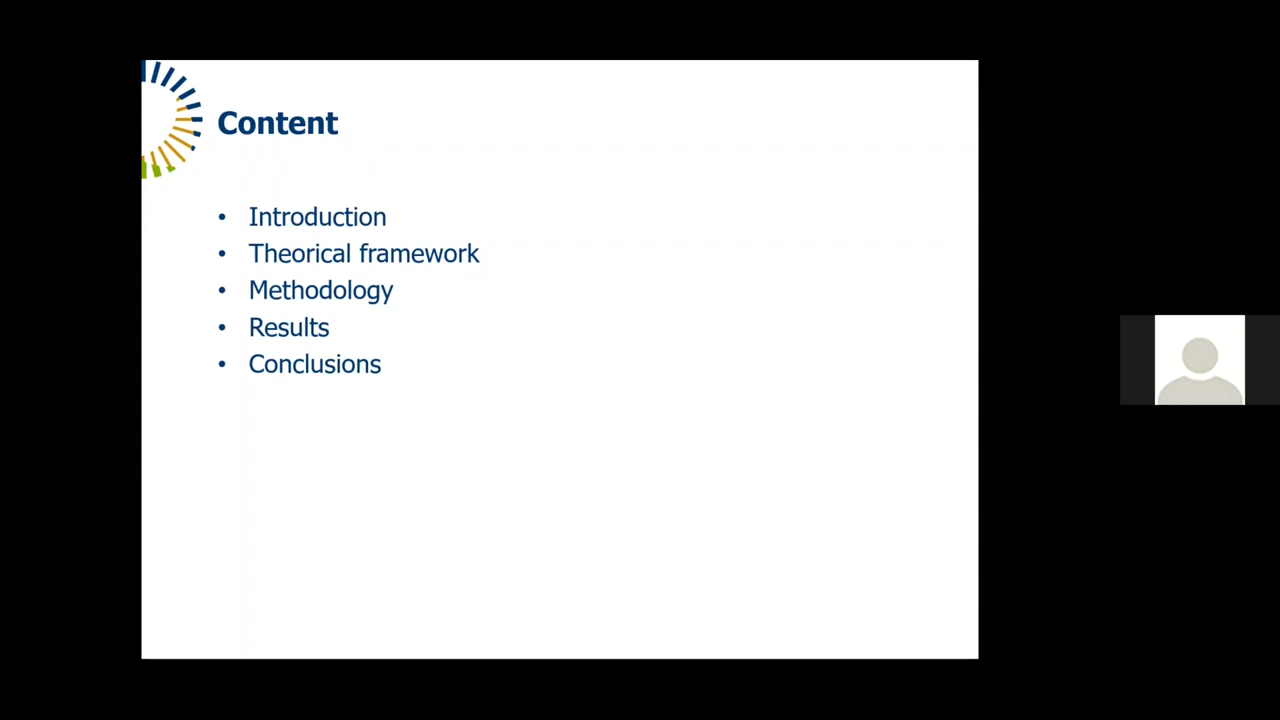 Content
• Introduction
• Theorical framework
• Methodology
• Results
• Conclusions